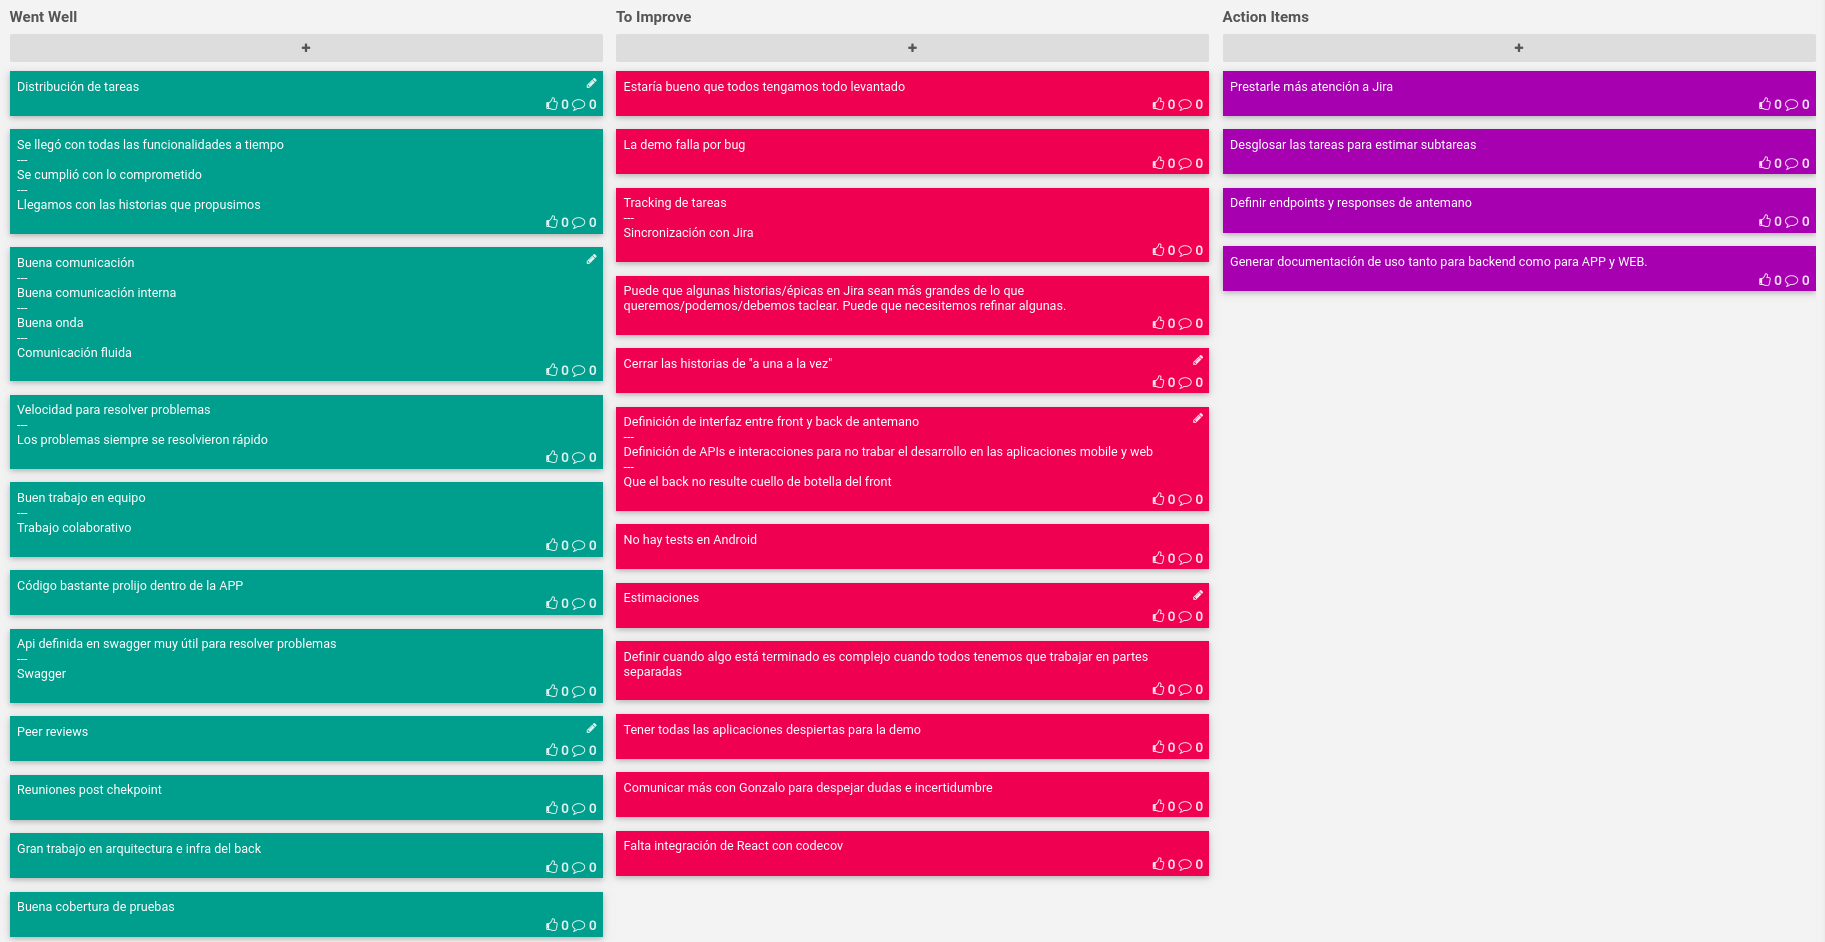 Went Well
+
Distribución de tareas
0 0
Se llegó con todas las funcionalidades a tiempo
---
Se cumplió con lo comprometido
---
Llegamos con las historias que propusimos
0 0
Buena comunicación
---
Buena comunicación interna
---
Buena onda
---
Comunicación fluida
0 0
Velocidad para resolver problemas
---
Los problemas siempre se resolvieron rápido
0 0
Buen trabajo en equipo
---
Trabajo colaborativo
0 0
Código bastante prolijo dentro de la APP
0 0
Api definida en swagger muy útil para resolver problemas
---
Swagger
0 0
Peer reviews
0 0
Reuniones post chekpoint
0 0
Gran trabajo en arquitectura e infra del back
0 0
Buena cobertura de pruebas
0 0
To Improve
+
Estaría bueno que todos tengamos todo levantado
0 0
La demo falla por bug
0 0
Tracking de tareas
---
Sincronización con Jira
0 0
Puede que algunas historias/épicas en Jira sean más grandes de lo que
queremos/podemos/debemos taclear. Puede que necesitemos refinar algunas.
0 0
Cerrar las historias de "a una a la vez"
0 0
Definición de interfaz entre front y back de antemano
---
Definición de APIs e interacciones para no trabar el desarrollo en las aplicaciones mobile y web
---
Que el back no resulte cuello de botella del front
0 0
No hay tests en Android
0 0
Estimaciones
0 0
Definir cuando algo está terminado es complejo cuando todos tenemos que trabajar en partes
separadas
0 0
Tener todas las aplicaciones despiertas para la demo
0 0
Comunicar más con Gonzalo para despejar dudas e incertidumbre
0 0
Falta integración de React con codecov
0 0
Action Items
+
Prestarle más atención a Jira
0 0
Desglosar las tareas para estimar subtareas
0 0
Definir endpoints y responses de antemano
0 0
Generar documentación de uso tanto para backend como para APP y WEB.
0 0